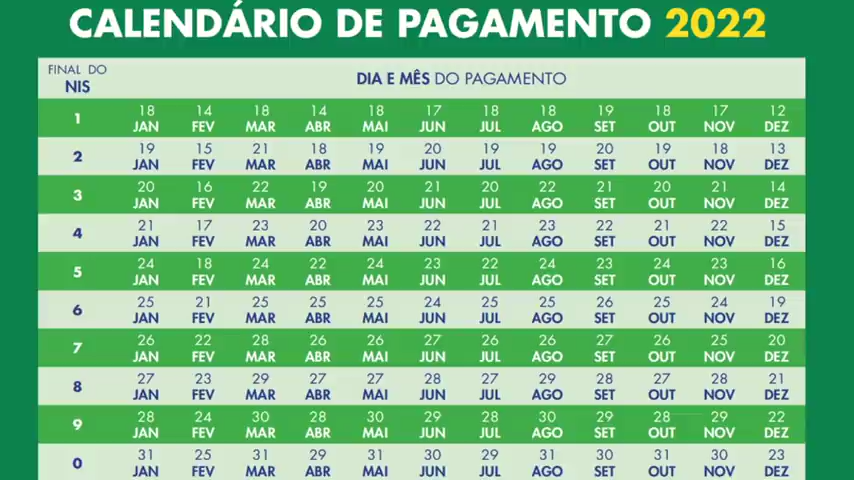 CALENDÁRIO DE PAGAMENTO 2022
FINAL DO
NIS
DIA E MÊS DO PAGAMENTO
18 14 18 14 18 17 18 18 19 18 17 12
1 JAN FEV MAR ABR MAI JUN JUL AGO SET OUT NOV DEZ
19 15 21 18 19 20 19 19 20 19 18 13
2 JAN FEV MAR ABR MAI JUN JUL AGO SET OUT NOV DEZ
20 16 22 19 20 21 20 22 21 20 21 14
3 JAN FEV MAR ABR MAI JUN JUL AGO SET OUT NOV DEZ
21 17 23 20 23 22 21 23 22 21 22 15
4 JAN FEV MAR ABR MAI JUN JUL AGO SET OUT NOV DEZ
24 18 24 22 24 23 22 24 23 24 23 16
5 JAN FEV MAR ABR MAI JUN JUL AGO SET OUT NOV DEZ
25 21 25 25 25 24 25 25 26 25 24 19
6 JAN FEV MAR ABR MAI JUN JUL AGO SET OUT NOV DEZ
26 22 28 26 26 27 26 26 27 26 25 20
7 JAN FEV MAR ABR MAI JUN JUL AGO SET OUT NOV DEZ
27 23 29 27 27 28 27 29 28 27 28 21
8 JAN FEV MAR ABR MAI JUN JUL AGO SET OUT NOV DEZ
28 24 30 28 30 29 28 30 29 28 29 22
9 JAN FEV MAR ABR MAI JUN JUL AGO SET OUT NOV DEZ
31 25 31 29 31 30 29 31 30 31 30 23
0 JAN FEV MAR ABR MAI JUN JUL AGO SET OUT NOV DEZ